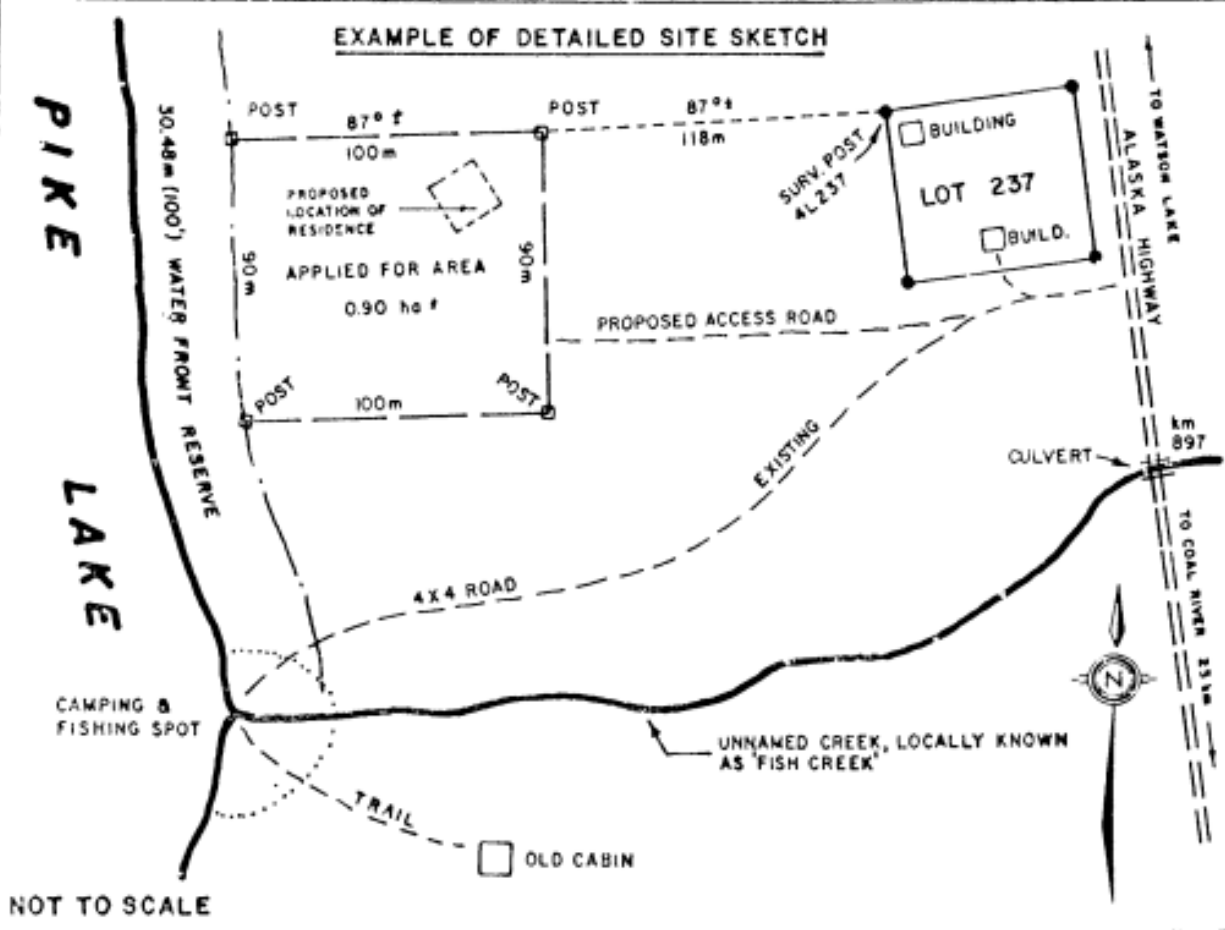 EXAMPLE OF DETAILED SITE SKETCH
PIKE
LAKE
30.48m (100') WATER FRONT RESERVE
POST
87° ±
100m
POST
87° ±
118m
SURV. POST
4L 237
BUILDING
LOT 237
BUILD.
TO WATSON LAKE
ALASKA HIGHWAY
PROPOSED
LOCATION OF
RESIDENCE
90m
90m
APPLIED FOR AREA
0.90 ha ±
PROPOSED ACCESS ROAD
POST
100m
POST
EXISTING
4 X 4 ROAD
CULVERT
km
897
TO COAL RIVER 25 km
N
CAMPING &
FISHING SPOT
UNNAMED CREEK, LOCALLY KNOWN
AS 'FISH CREEK'
TRAIL
OLD CABIN
NOT TO SCALE